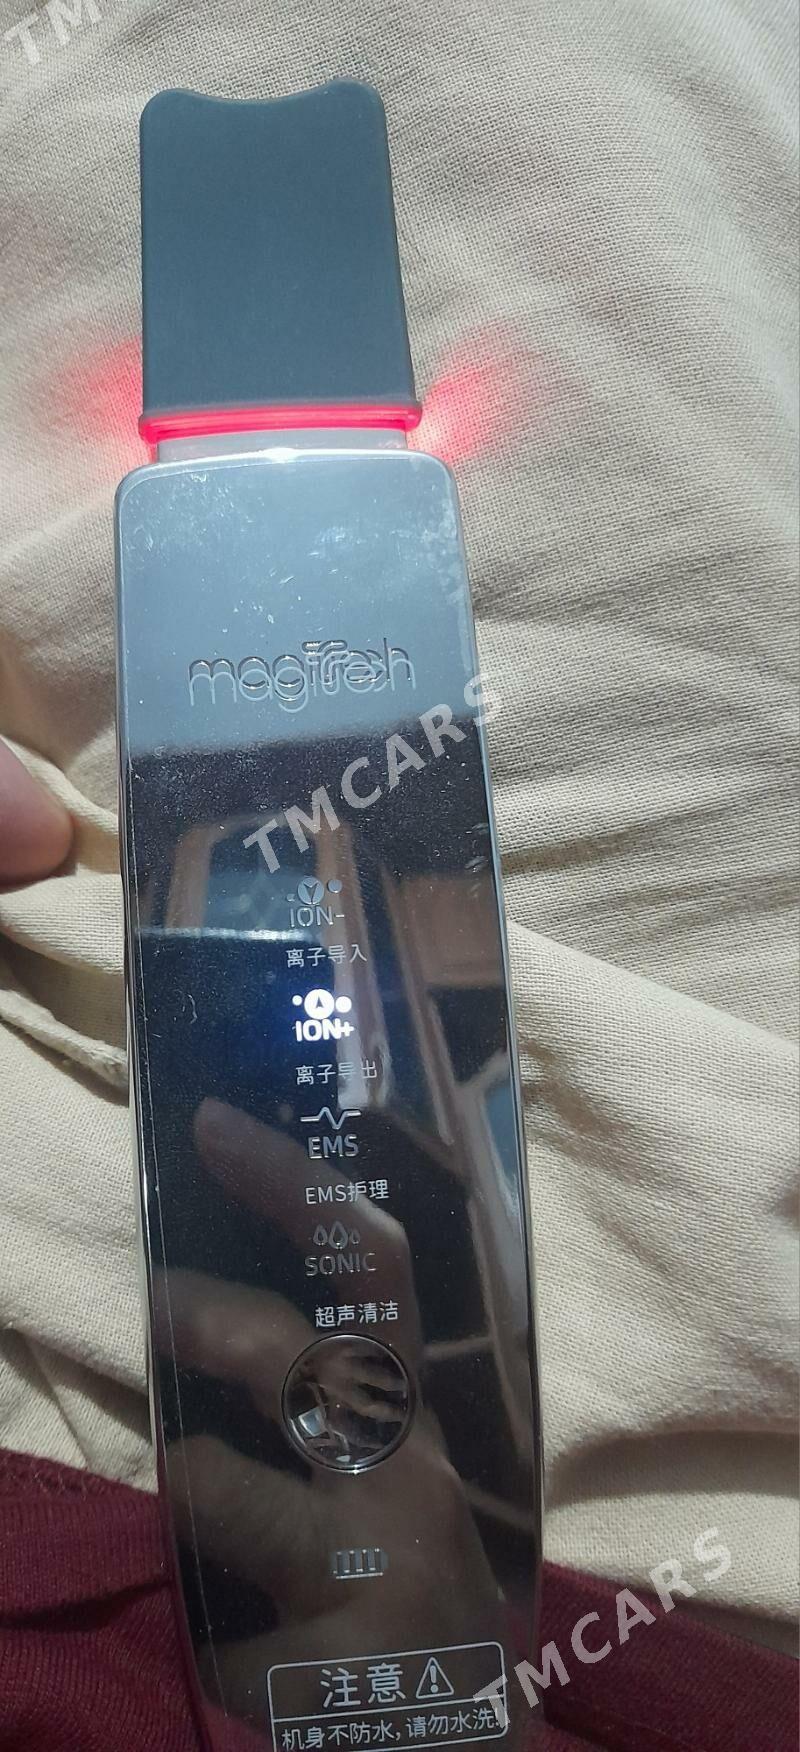 TMCARS
magitech
TMCARS
ION-
离子导入
ION+
离子导出
EMS
EMS护理
SONIC
超声清洁
注意
TMCARS
机身不防水,请勿水洗!